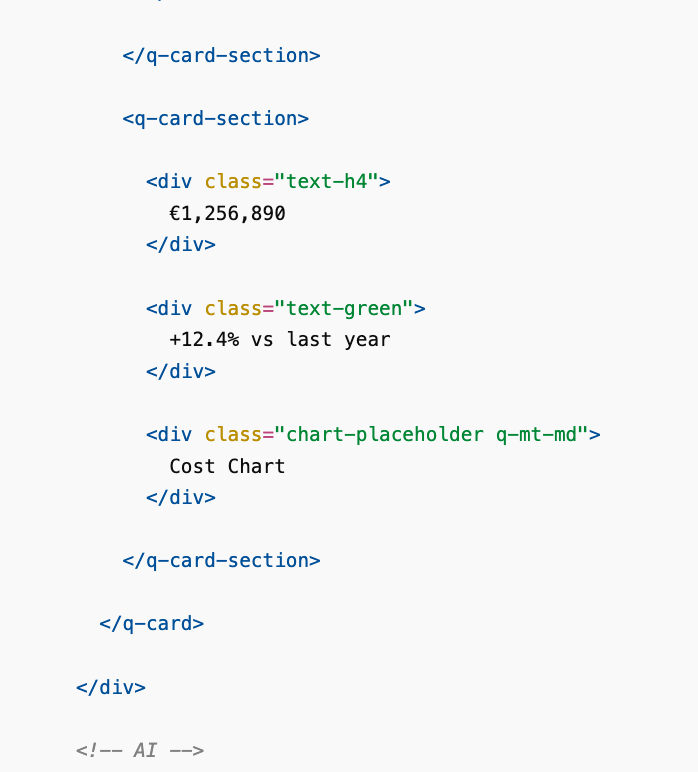 </q-card-section>
<q-card-section>
<div class="text-h4">
€1,256,890
</div>
<div class="text-green">
+12.4% vs last year
</div>
<div class="chart-placeholder q-mt-md">
Cost Chart
</div>
</q-card-section>
</q-card>
</div>
<!-- AI -->